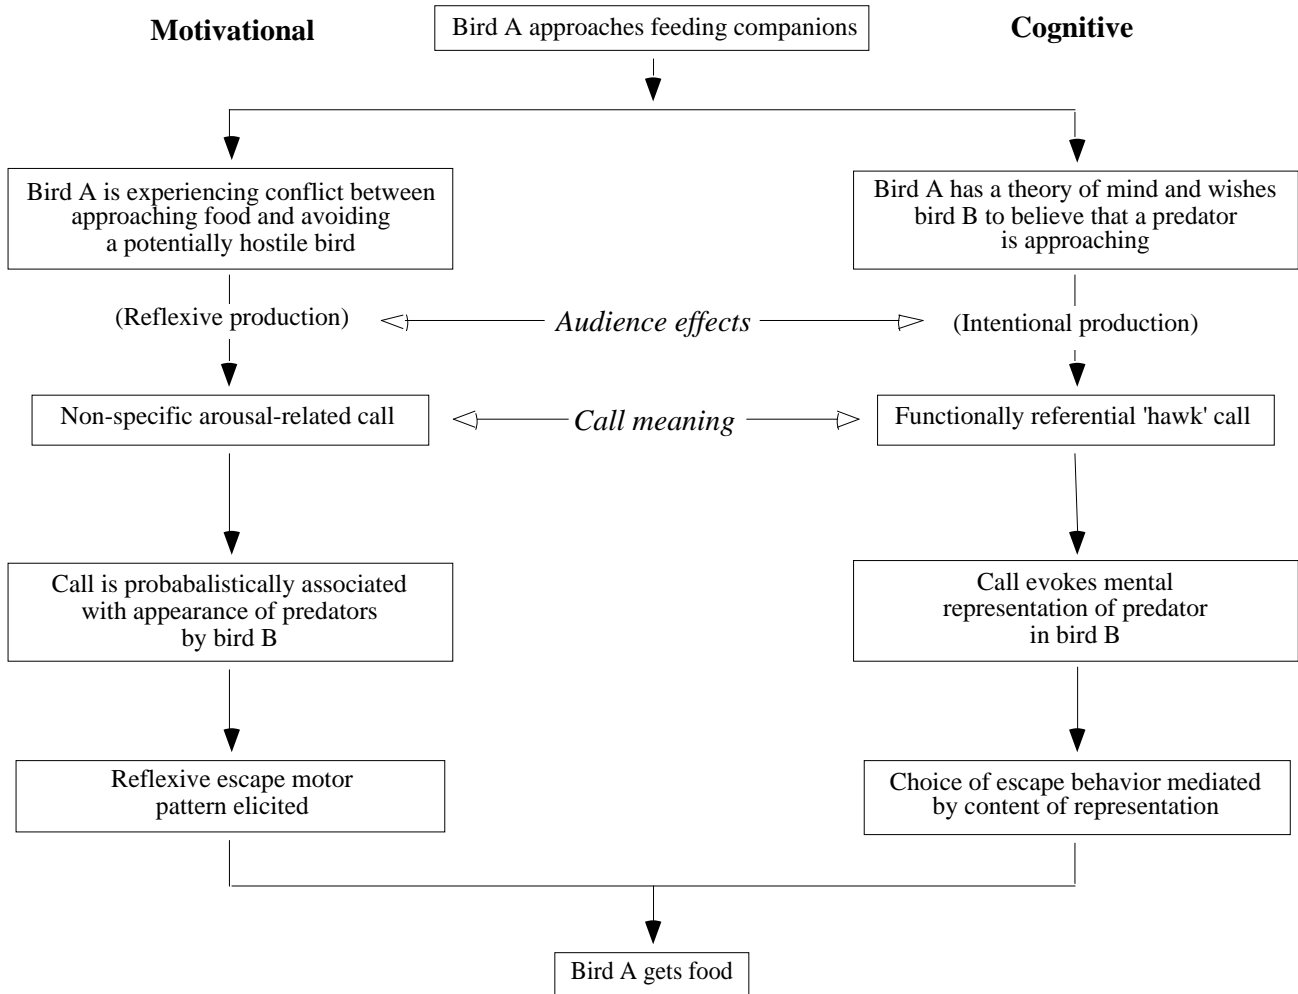 Motivational
Bird A approaches feeding companions
Cognitive
Bird A is experiencing conflict between
approaching food and avoiding
a potentially hostile bird
Bird A has a theory of mind and wishes
bird B to believe that a predator
is approaching
(Reflexive production)
Audience effects
(Intentional production)
Non-specific arousal-related call
Call meaning
Functionally referential 'hawk' call
Call is probabalistically associated
with appearance of predators
by bird B
Call evokes mental
representation of predator
in bird B
Reflexive escape motor
pattern elicited
Choice of escape behavior mediated
by content of representation
Bird A gets food